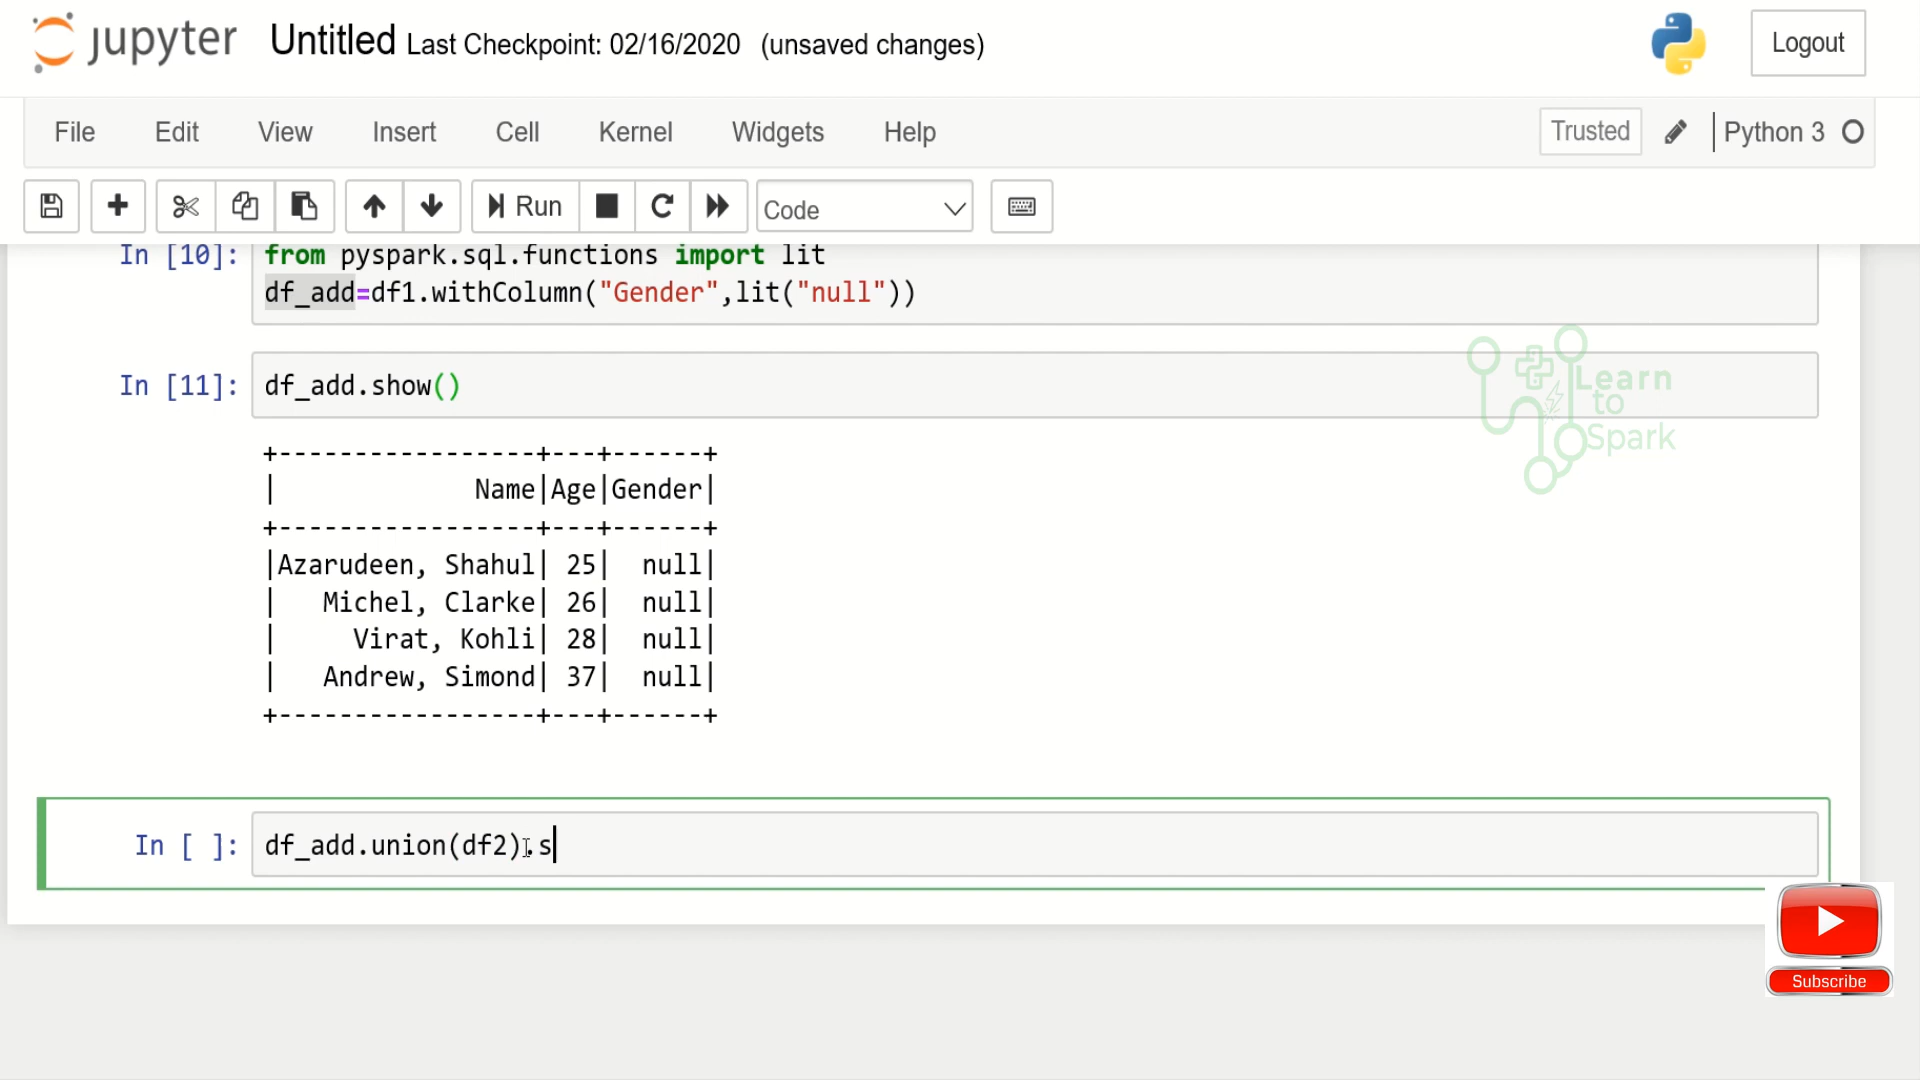 jupyter Untitled Last Checkpoint: 02/16/2020 (unsaved changes) Logout
File Edit View Insert Cell Kernel Widgets Help Trusted Python 3
Run Code
In [10]: from pyspark.sql.functions import lit
df_add=df1.withColumn("Gender",lit("null"))
In [11]: df_add.show()
+-----------------+---+------+
|             Name|Age|Gender|
+-----------------+---+------+
|Azarudeen, Shahul| 25|  null|
|   Michel, Clarke| 26|  null|
|     Virat, Kohli| 28|  null|
|   Andrew, Simond| 37|  null|
+-----------------+---+------+
In [ ]: df_add.union(df2).s
Learn
to
Spark
Subscribe